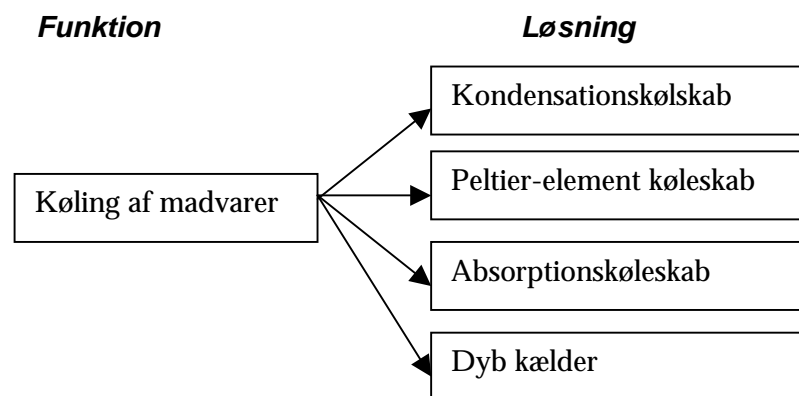 Funktion
Løsning
Kondensationskølskab
Køling af madvarer
Peltier-element køleskab
Absorptionskøleskab
Dyb kælder